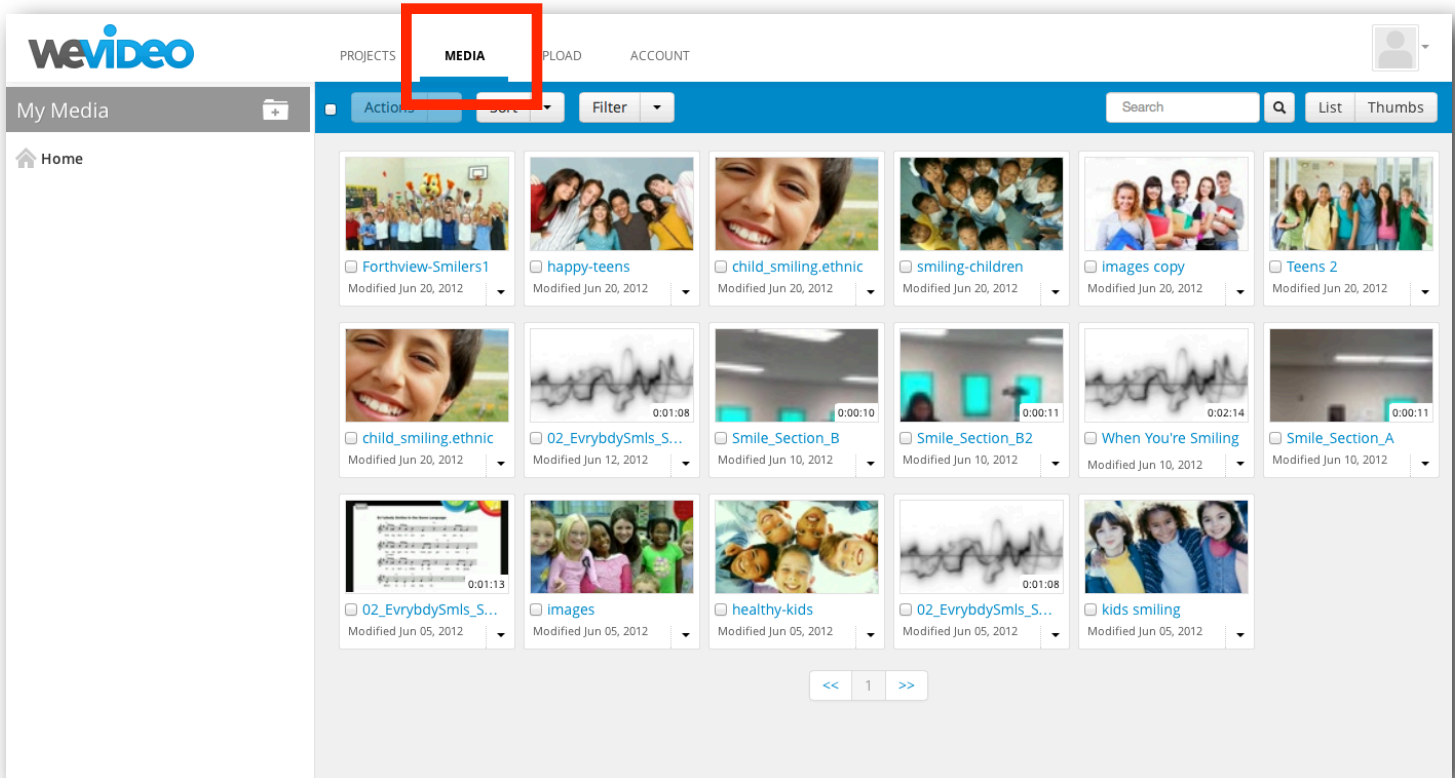 wevideo
PROJECTS MEDIA PLOAD ACCOUNT
My Media
Actions Sort Filter Search List Thumbs
Home
Forthview-Smilers1 happy-teens child_smiling.ethnic smiling-children images copy Teens 2
Modified Jun 20, 2012 Modified Jun 20, 2012 Modified Jun 20, 2012 Modified Jun 20, 2012 Modified Jun 20, 2012 Modified Jun 20, 2012
0:01:08 0:00:10 0:00:11 0:02:14 0:00:11
child_smiling.ethnic 02_EvrybdySmls_S... Smile_Section_B Smile_Section_B2 When You're Smiling Smile_Section_A
Modified Jun 20, 2012 Modified Jun 12, 2012 Modified Jun 10, 2012 Modified Jun 10, 2012 Modified Jun 10, 2012 Modified Jun 10, 2012
0:01:13 0:01:08
02_EvrybdySmls_S... images healthy-kids 02_EvrybdySmls_S... kids smiling
Modified Jun 05, 2012 Modified Jun 05, 2012 Modified Jun 05, 2012 Modified Jun 05, 2012 Modified Jun 05, 2012
<< 1 >>